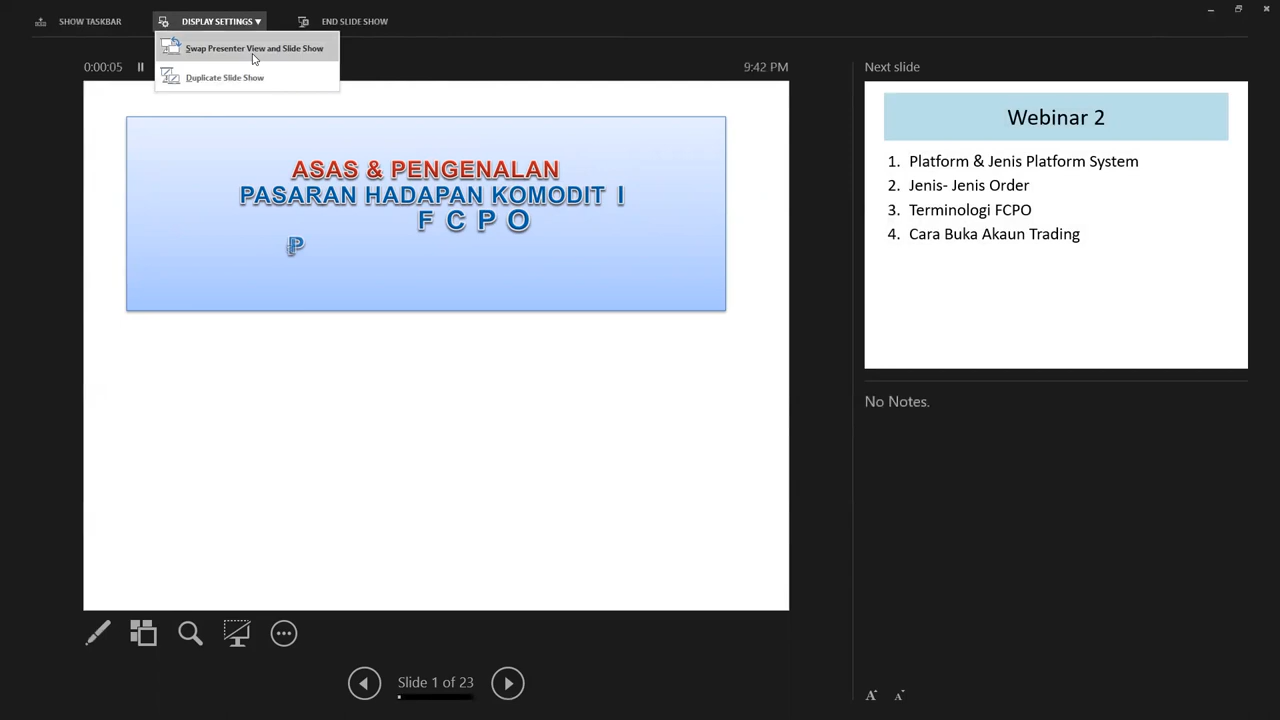 SHOW TASKBAR
DISPLAY SETTINGS ▼
END SLIDE SHOW
Swap Presenter View and Slide Show
Duplicate Slide Show
0:00:05
9:42 PM
ASAS & PENGENALAN
PASARAN HADAPAN KOMODIT I
F C P O
P
Next slide
Webinar 2
1. Platform & Jenis Platform System
2. Jenis- Jenis Order
3. Terminologi FCPO
4. Cara Buka Akaun Trading
No Notes.
Slide 1 of 23
A A